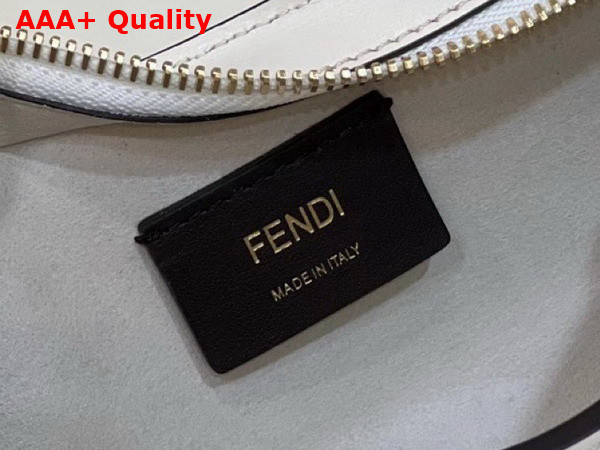 AAA+ Quality
FENDI
MADE IN ITALY